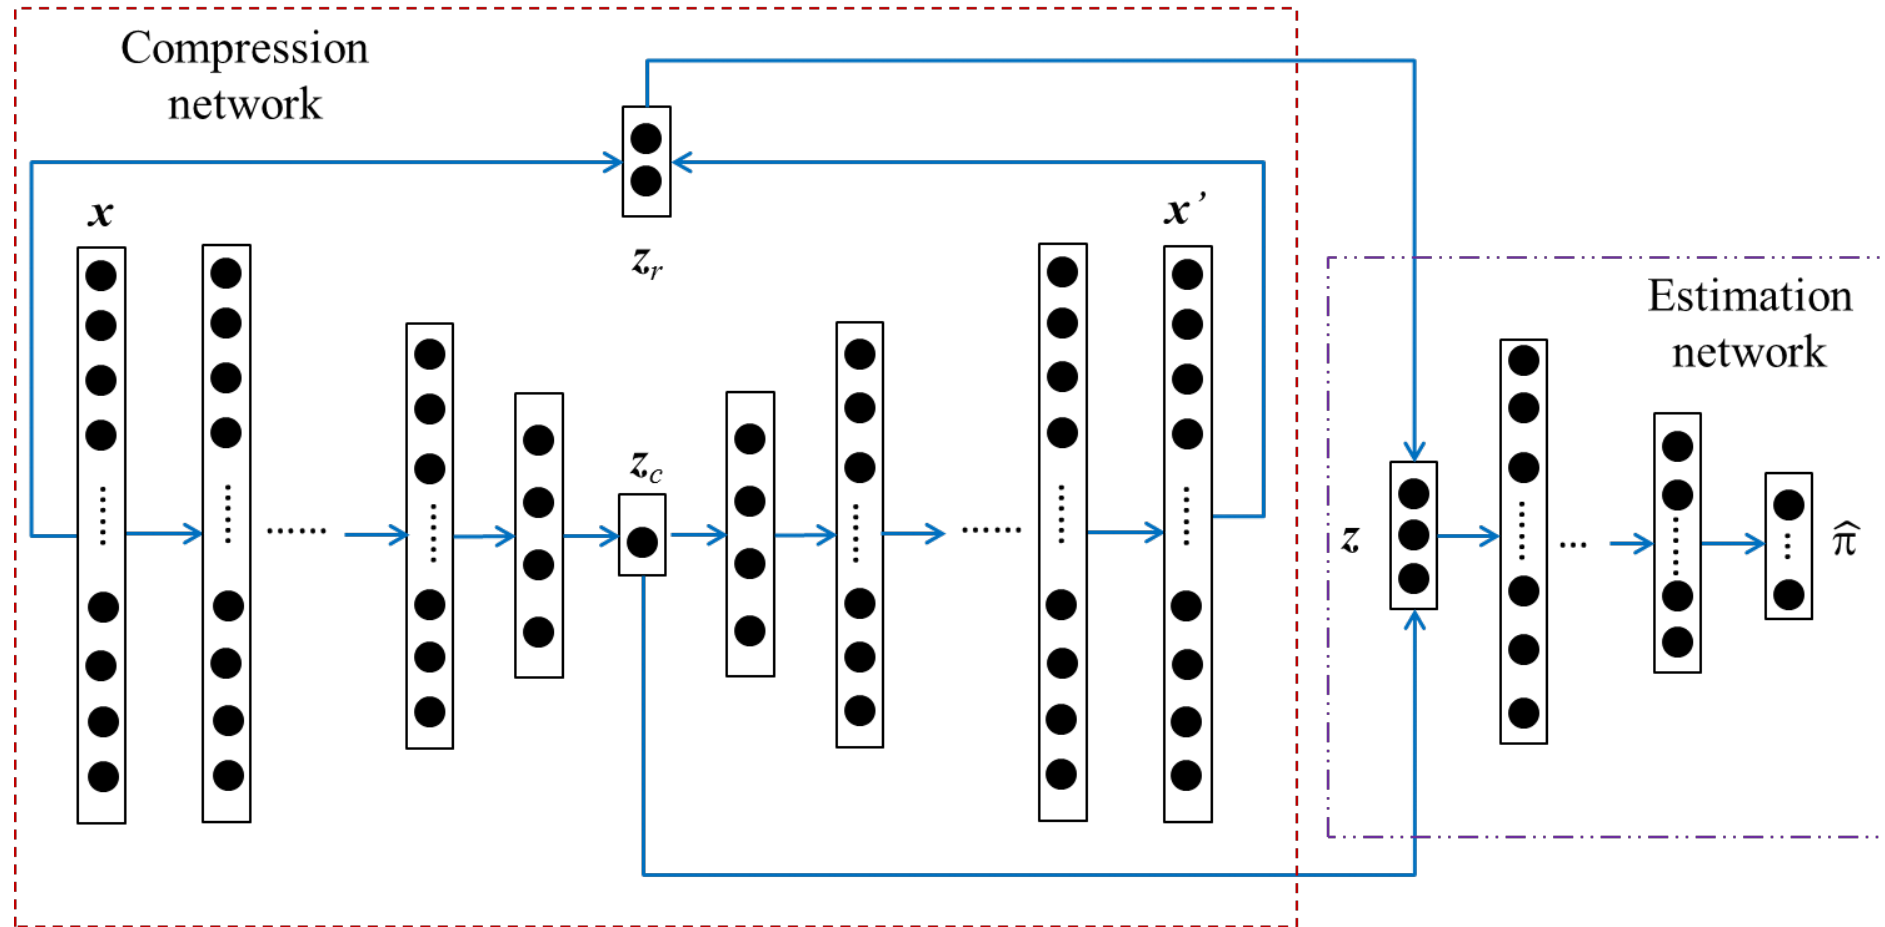 Compression
network
x
z_r
x’
Estimation
network
z_c
z
......
......
...
π̂